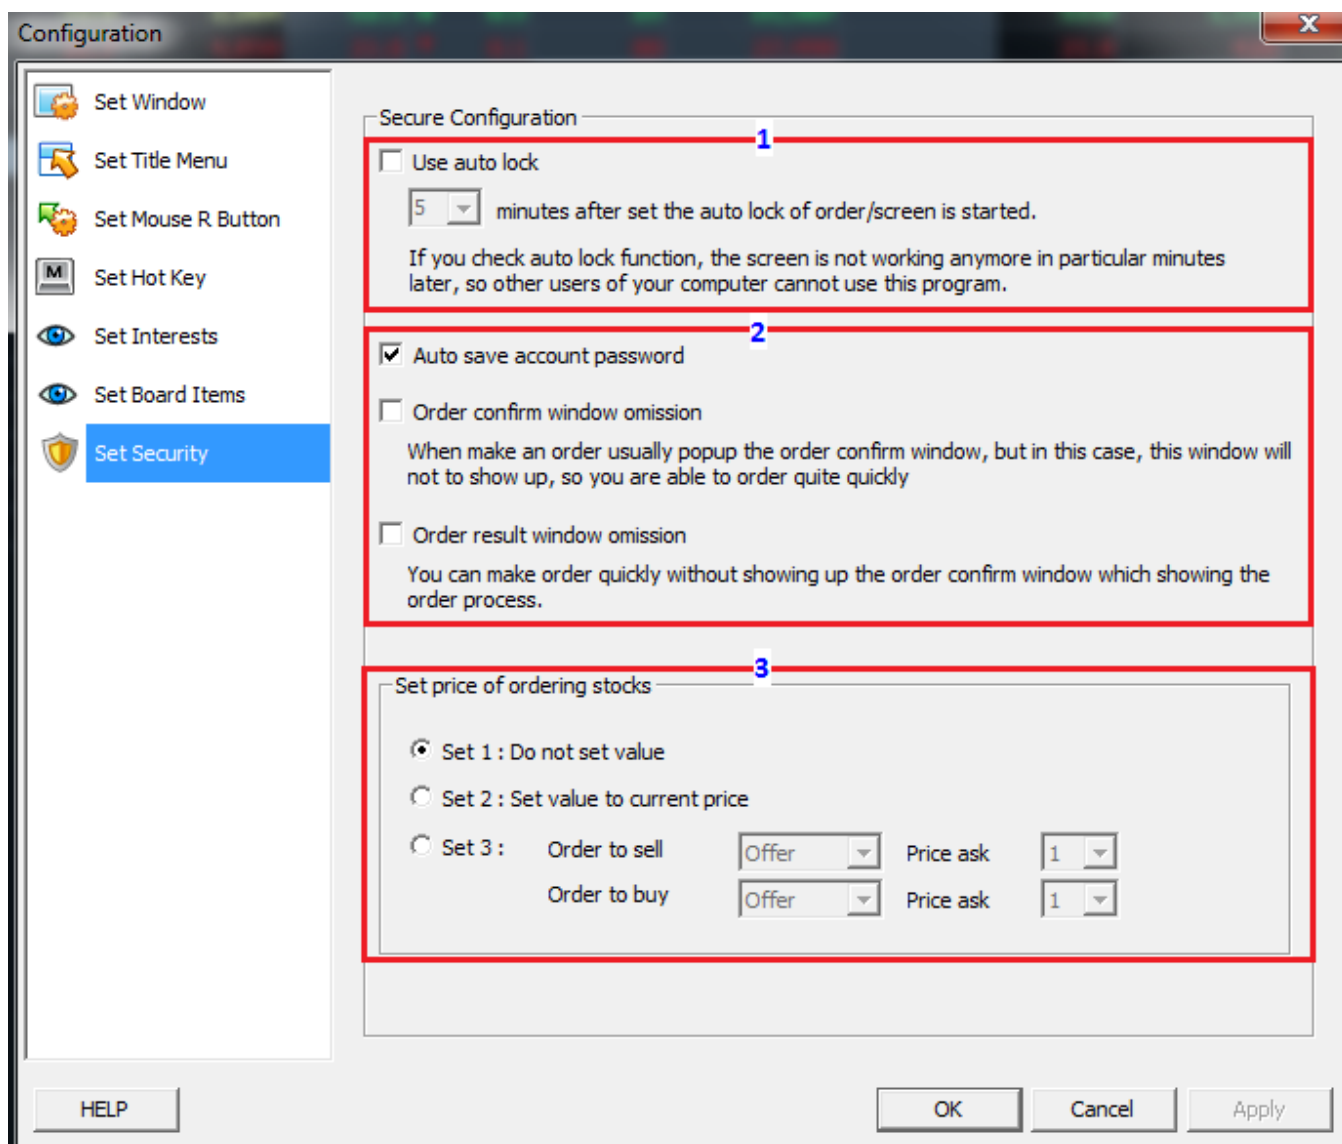 Configuration
Set Window
Set Title Menu
Set Mouse R Button
M
Set Hot Key
Set Interests
Set Board Items
Set Security
Secure Configuration
1
Use auto lock
5 minutes after set the auto lock of order/screen is started.
If you check auto lock function, the screen is not working anymore in particular minutes
later, so other users of your computer cannot use this program.
2
Auto save account password
Order confirm window omission
When make an order usually popup the order confirm window, but in this case, this window will
not to show up, so you are able to order quite quickly
Order result window omission
You can make order quickly without showing up the order confirm window which showing the
order process.
3
Set price of ordering stocks
Set 1 : Do not set value
Set 2 : Set value to current price
Set 3 : Order to sell Offer Price ask 1
Order to buy Offer Price ask 1
HELP OK Cancel Apply